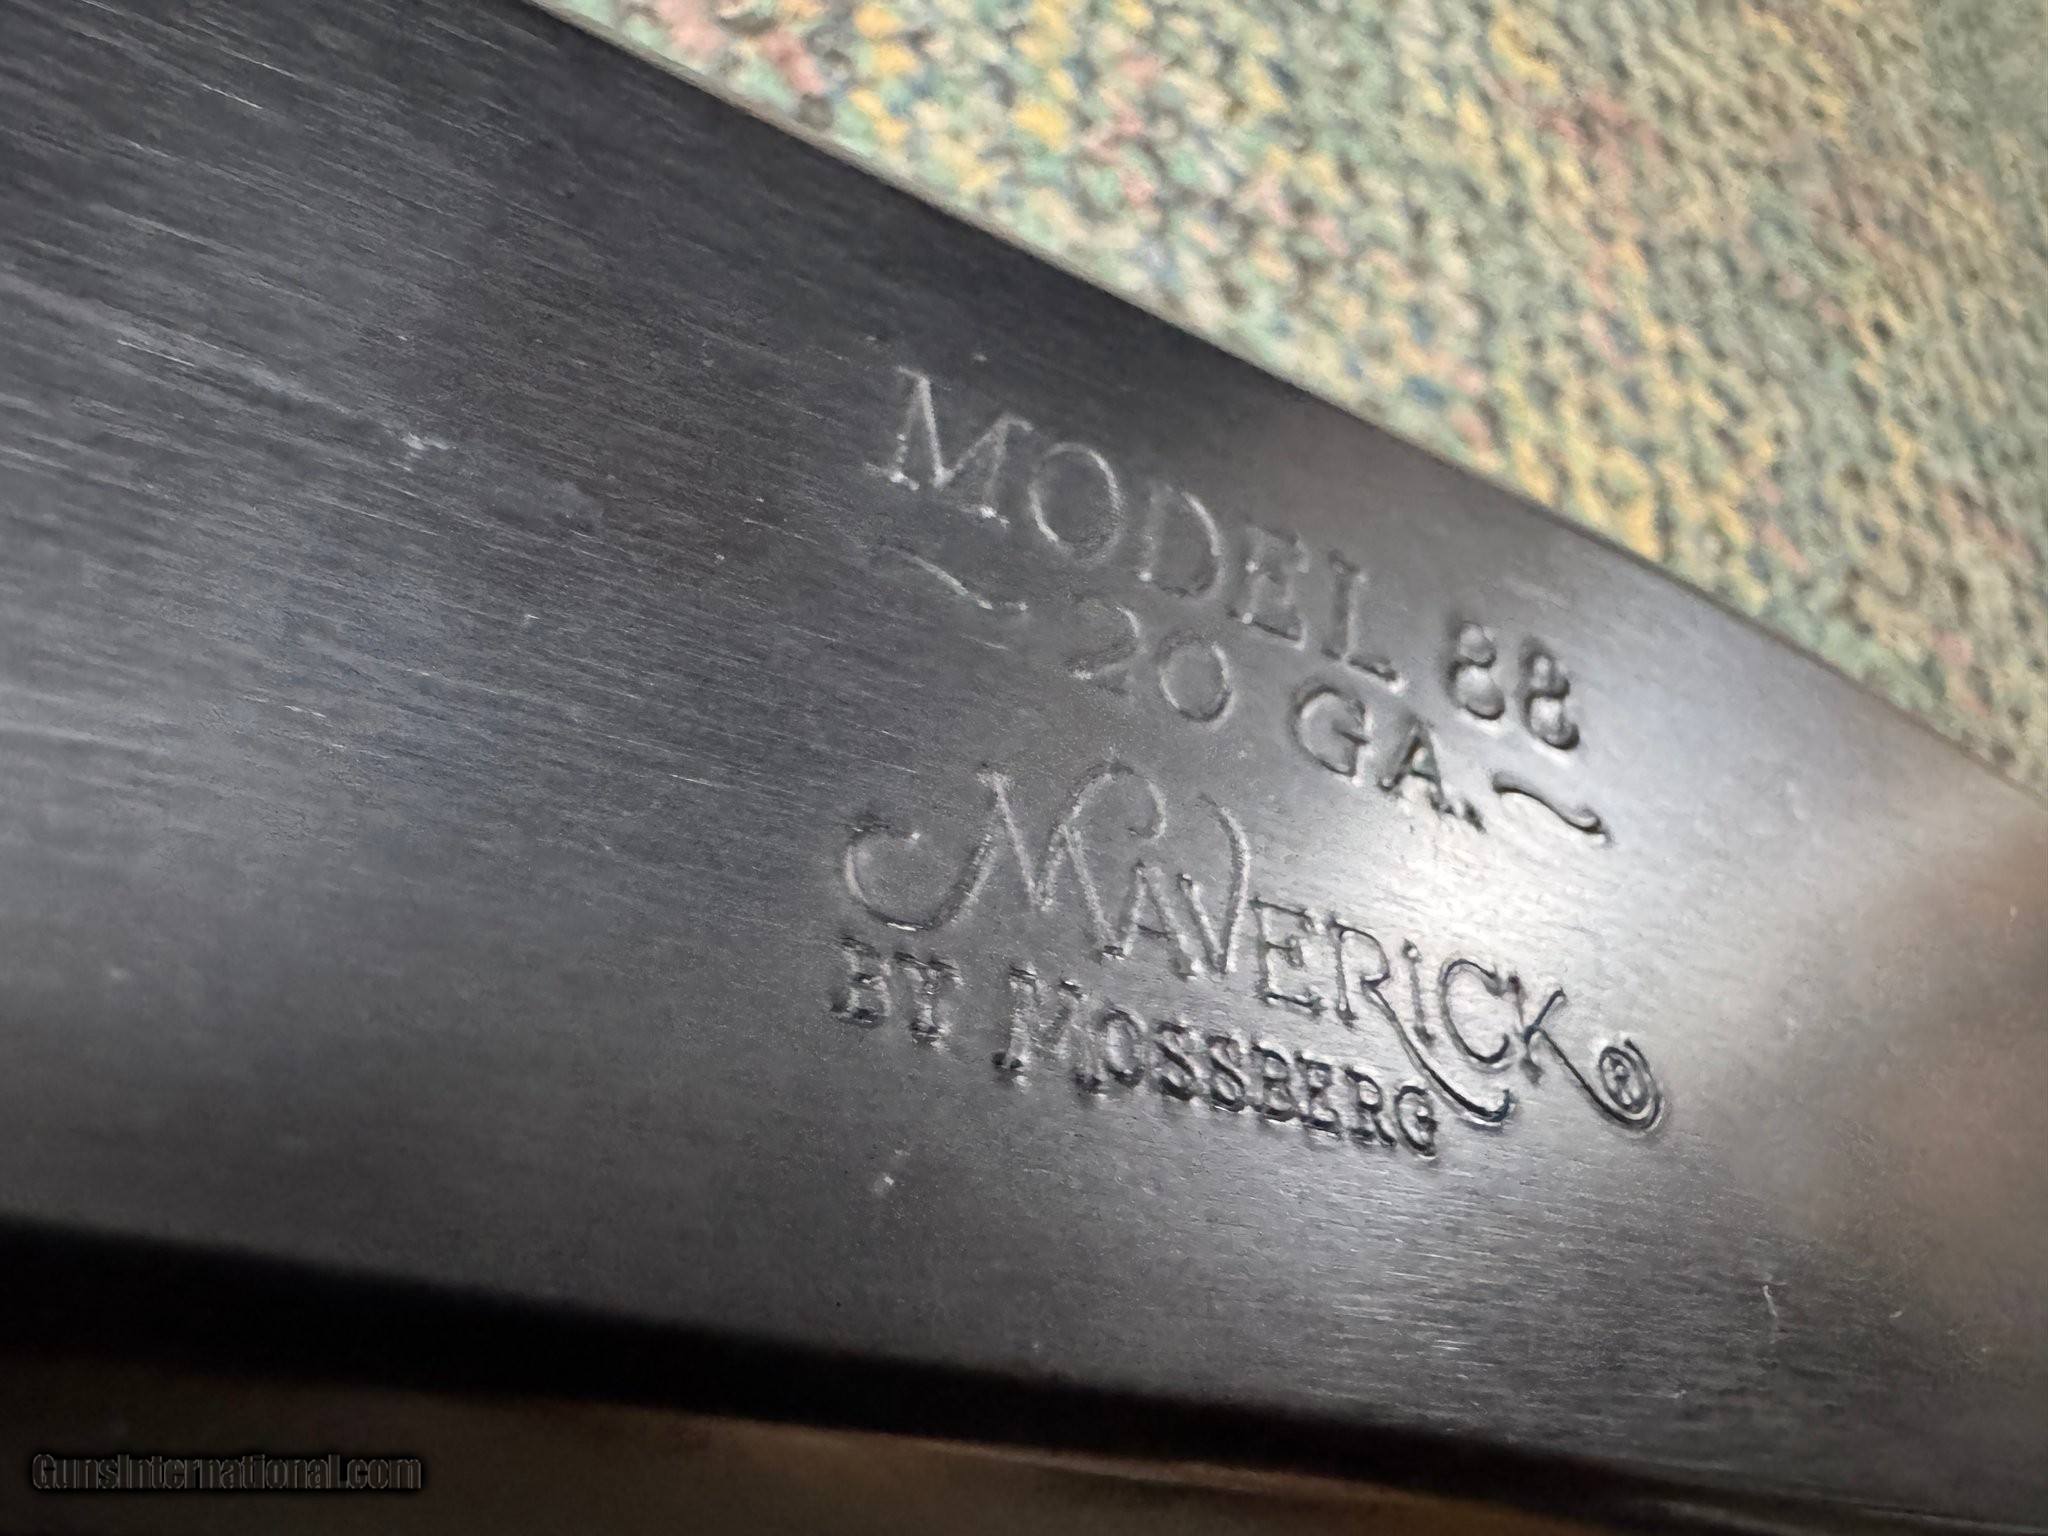 MODEL 88
~ 20 GA. ~
MAVERICK®
BY MOSSBERG
GunsInternational.com